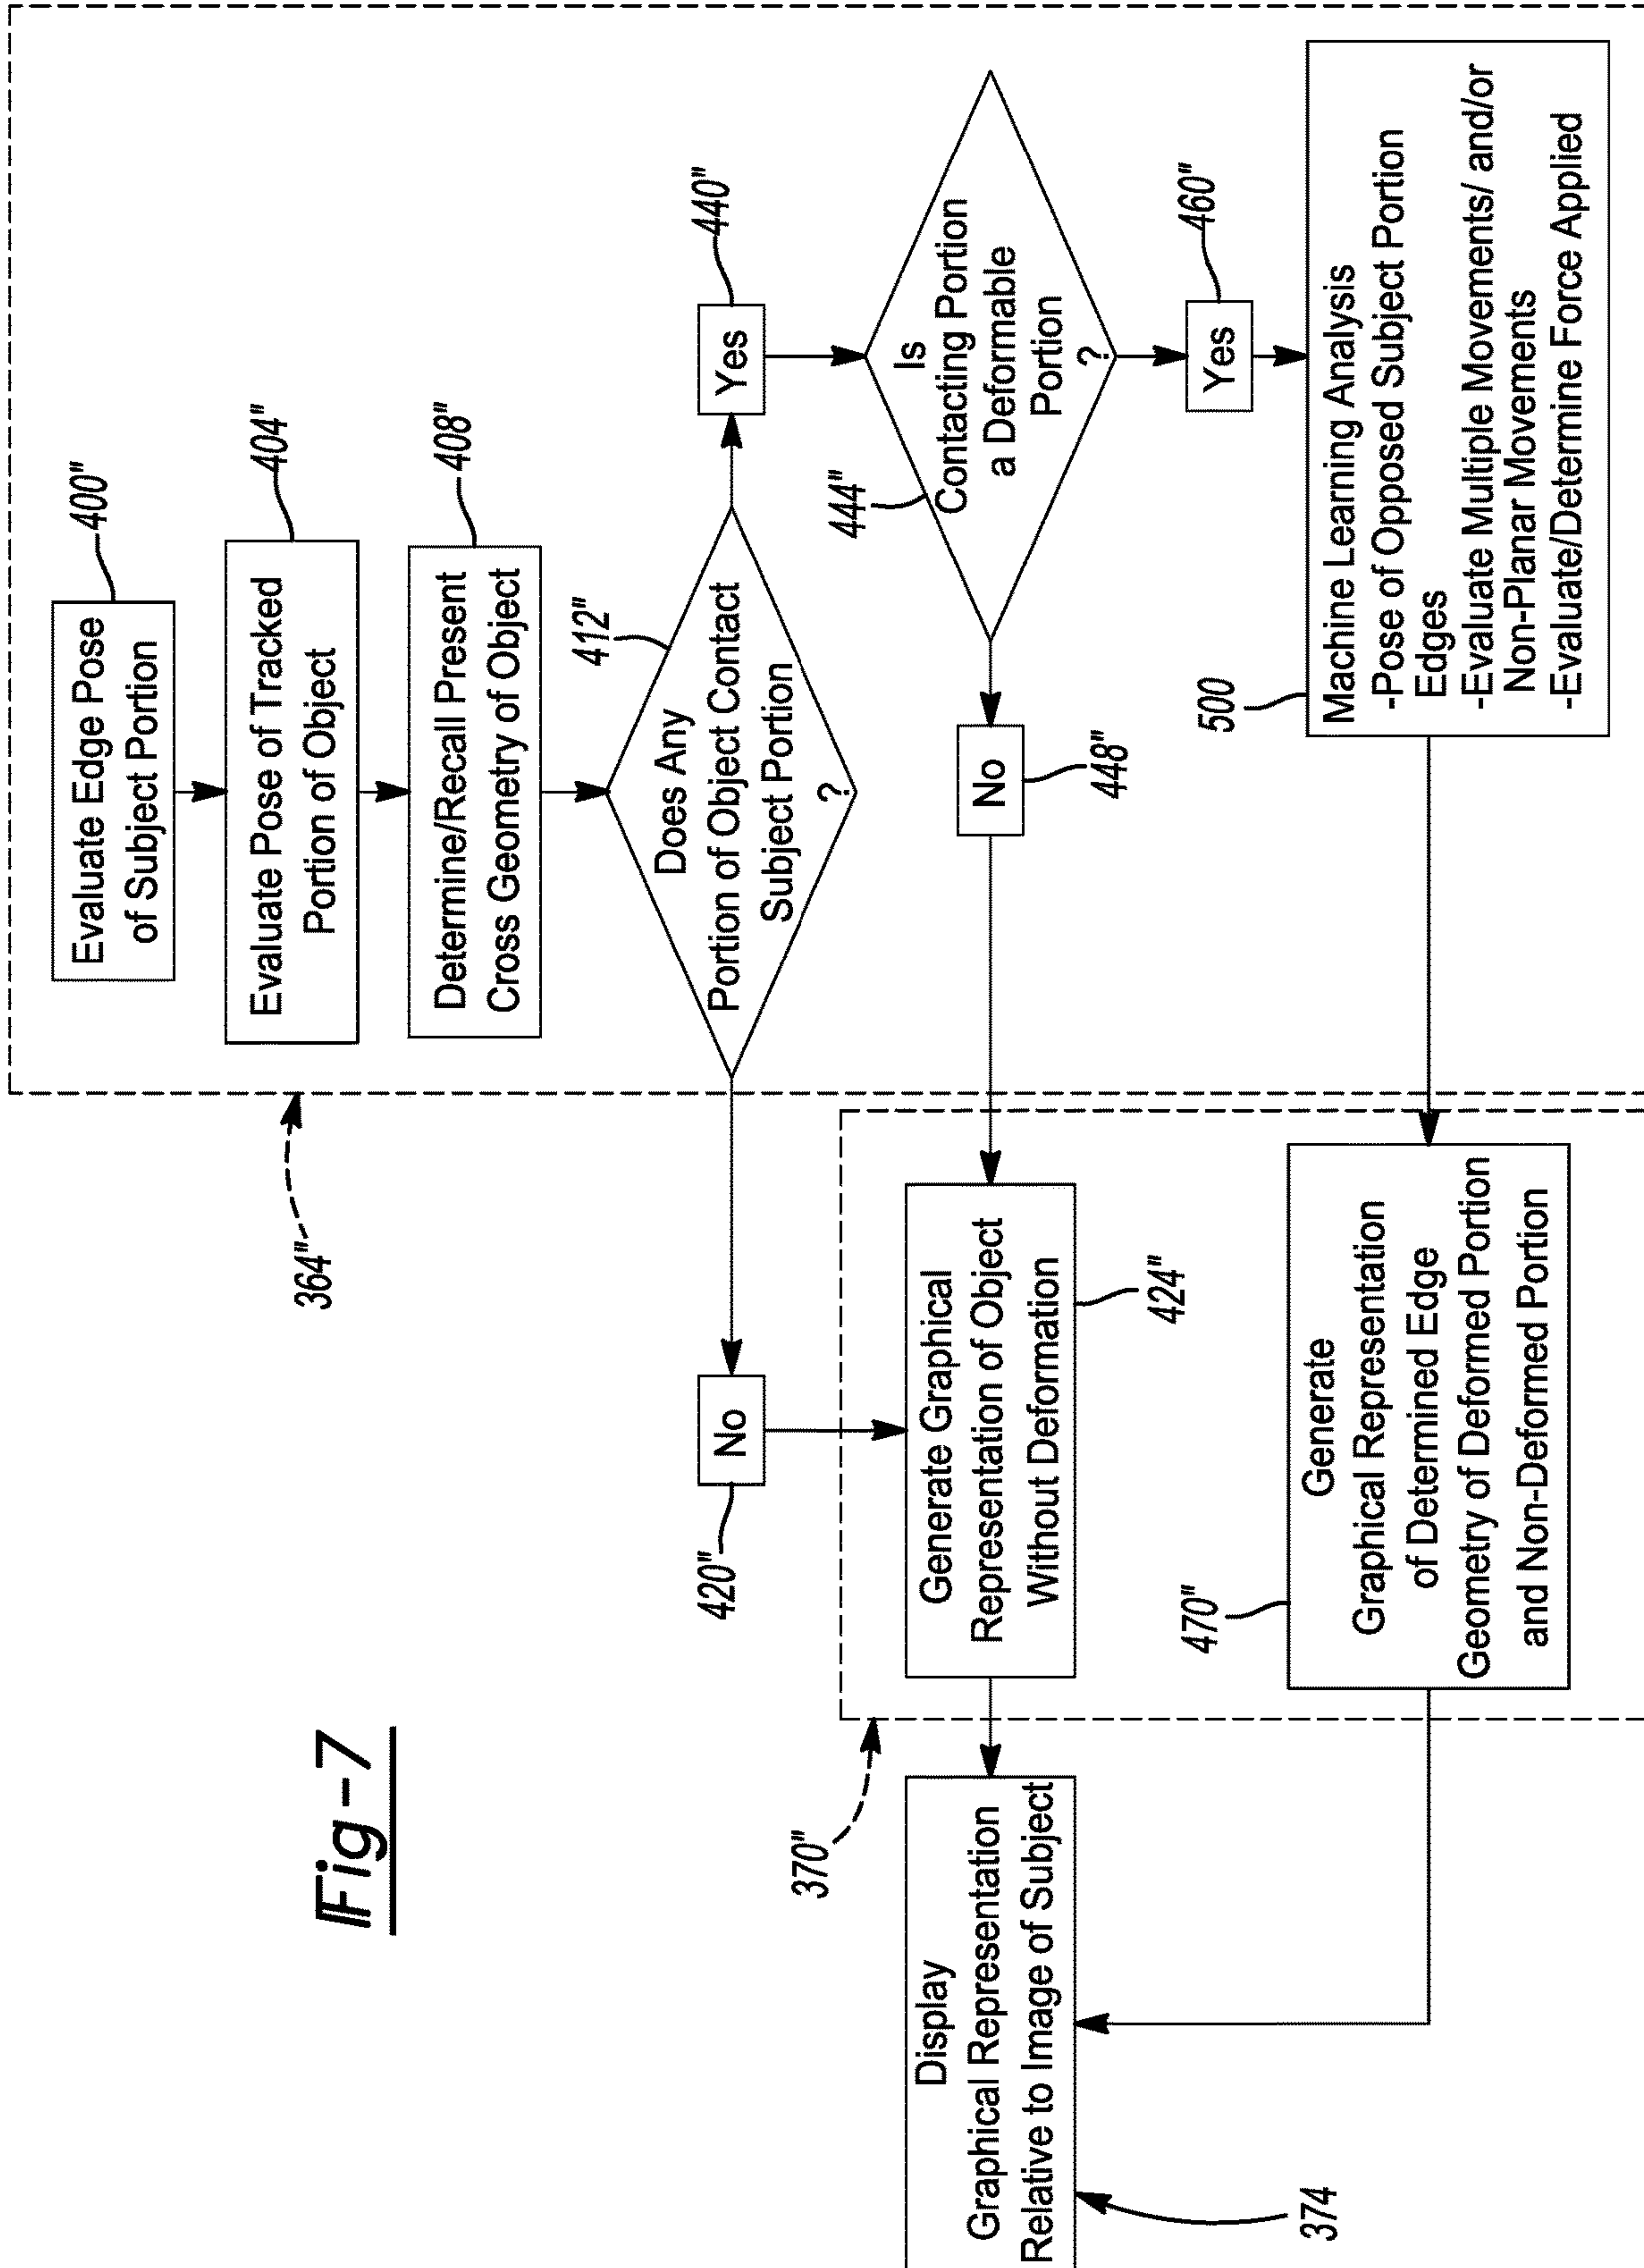 400"
Evaluate Edge Pose
of Subject Portion
404"
Evaluate Pose of Tracked
Portion of Object
408"
Determine/Recall Present
Cross Geometry of Object
412"
Does Any
Portion of Object Contact
Subject Portion
?
440"
Yes
444"
Is
Contacting Portion
a Deformable
Portion
?
460"
Yes
448"
No
500
Machine Learning Analysis
-Pose of Opposed Subject Portion
Edges
-Evaluate Multiple Movements/ and/or
Non-Planar Movements
-Evaluate/Determine Force Applied
364"
420"
No
Generate Graphical
Representation of Object
Without Deformation
424"
470"
Generate
Graphical Representation
of Determined Edge
Geometry of Deformed Portion
and Non-Deformed Portion
370"
Display
Graphical Representation
Relative to Image of Subject
374
Fig-7